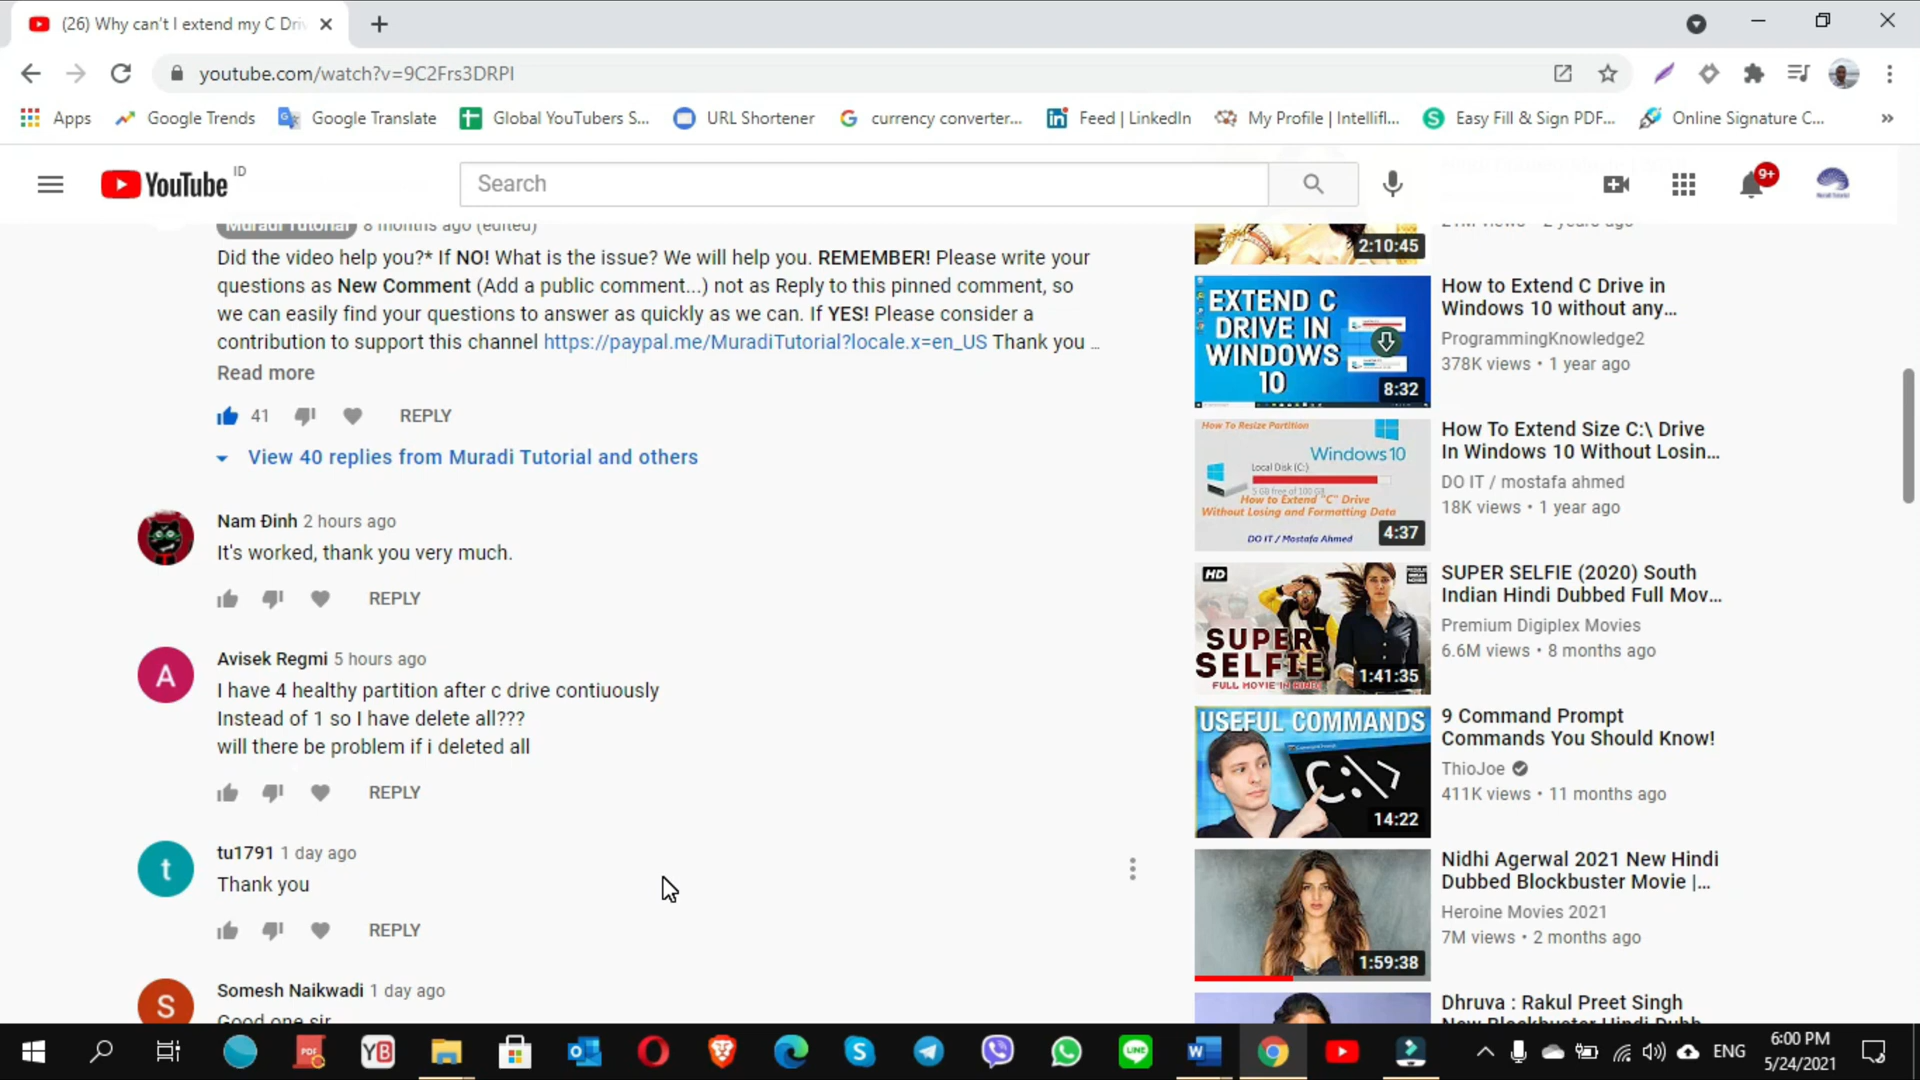 (26) Why can't I extend my C Dri
youtube.com/watch?v=9C2Frs3DRPI
Apps
Google Trends
Google Translate
Global YouTubers S...
URL Shortener
currency converter...
Feed | LinkedIn
My Profile | Intellifl...
Easy Fill & Sign PDF...
Online Signature C...
»
YouTube ID
Search
9+
Muradi Tutorial 8 months ago (edited)
Did the video help you?* If NO! What is the issue? We will help you. REMEMBER! Please write your
questions as New Comment (Add a public comment...) not as Reply to this pinned comment, so
we can easily find your questions to answer as quickly as we can. If YES! Please consider a
contribution to support this channel https://paypal.me/MuradiTutorial?locale.x=en_US Thank you ...
Read more
41 REPLY
View 40 replies from Muradi Tutorial and others
Nam Đinh 2 hours ago
It's worked, thank you very much.
REPLY
A
Avisek Regmi 5 hours ago
I have 4 healthy partition after c drive contiuously
Instead of 1 so I have delete all???
will there be problem if i deleted all
REPLY
t
tu1791 1 day ago
Thank you
REPLY
S
Somesh Naikwadi 1 day ago
Good one sir
2:10:45
21M views • 2 years ago
EXTEND C
DRIVE IN
WINDOWS
10
8:32
How to Extend C Drive in
Windows 10 without any...
ProgrammingKnowledge2
378K views • 1 year ago
How To Resize Partition
Windows 10
Local Disk (C:)
5 GB free of 100 GB
How to Extend "C" Drive
Without Losing and Formatting Data
DO IT / Mostafa Ahmed
4:37
How To Extend Size C:\ Drive
In Windows 10 Without Losin...
DO IT / mostafa ahmed
18K views • 1 year ago
HD
SUPER
SELFIE
FULL MOVIE IN HINDI
1:41:35
SUPER SELFIE (2020) South
Indian Hindi Dubbed Full Mov...
Premium Digiplex Movies
6.6M views • 8 months ago
USEFUL COMMANDS
C:\>
14:22
9 Command Prompt
Commands You Should Know!
ThioJoe
411K views • 11 months ago
1:59:38
Nidhi Agerwal 2021 New Hindi
Dubbed Blockbuster Movie |...
Heroine Movies 2021
7M views • 2 months ago
Dhruva : Rakul Preet Singh
New Blockbuster Hindi Dubb
PDF
YB
LINE
W
ENG
6:00 PM
5/24/2021